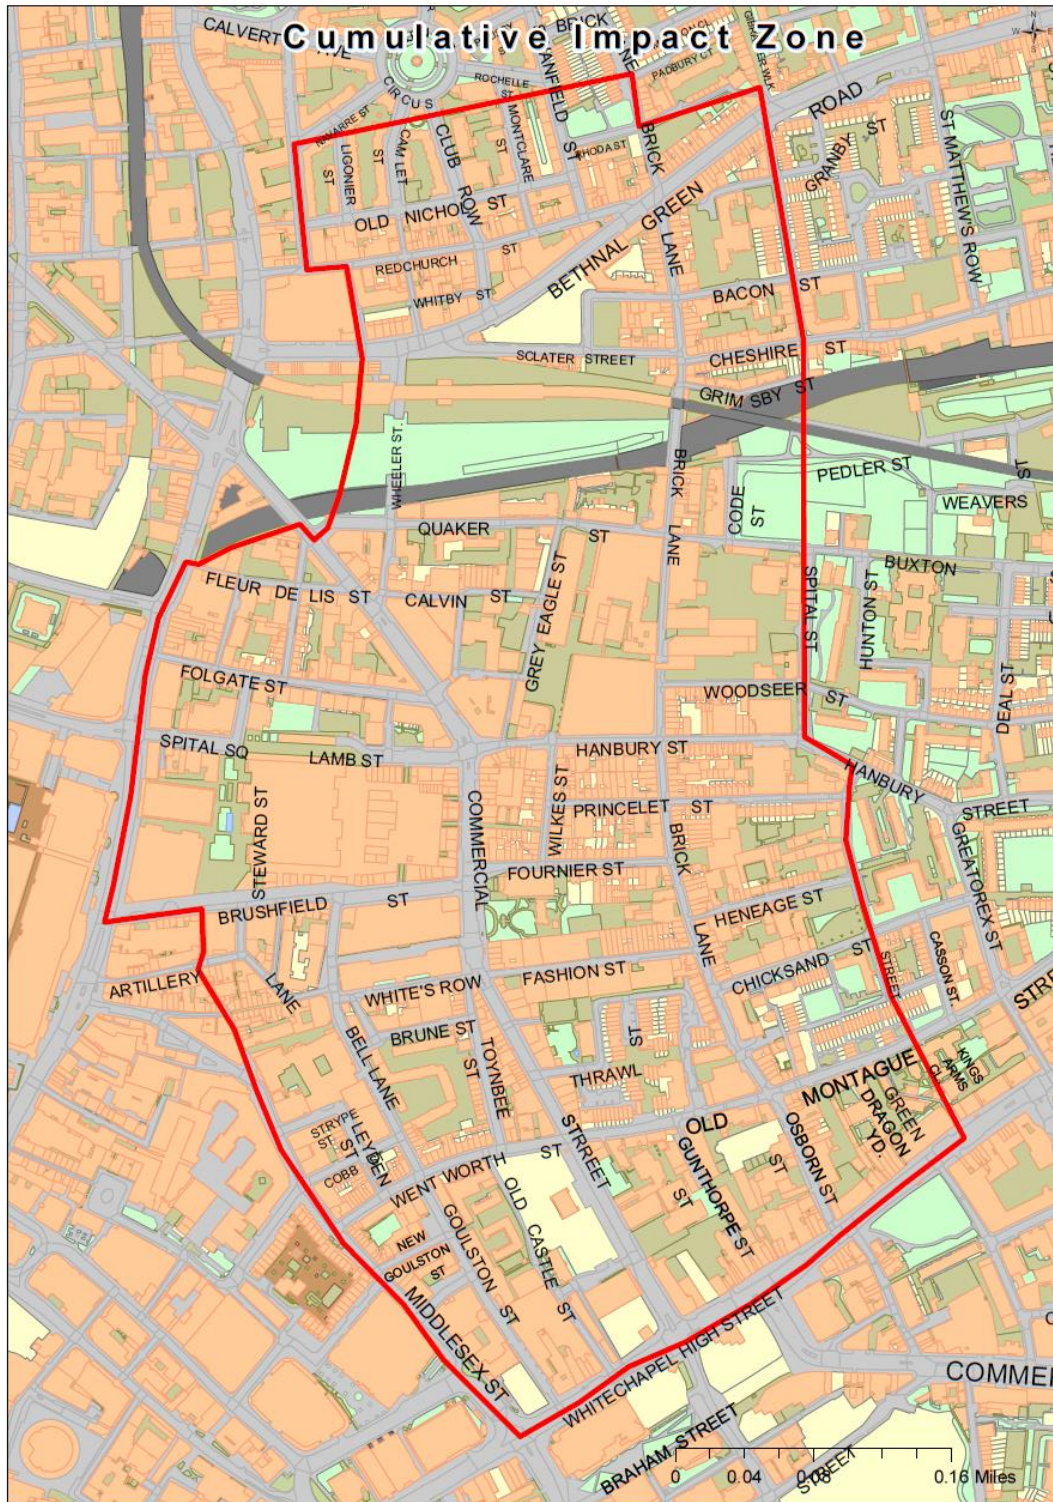 Cumulative Impact Zone
CALVERT
BRICK
PADBURY CT
ROCHELLE
ST
CIRCUS
NAVARRE ST
LIGONIER
ST
CAMLET
ST
CLUB
ROW
MONTCLARE
ST
RHODA ST
BRICK
LANE
ROAD
GRANBY ST
ST MATTHEW'S ROW
OLD NICHOL ST
REDCHURCH ST
WHITBY ST
BETHNAL GREEN
BACON ST
SCLATER STREET
CHESHIRE ST
GRIMSBY ST
WHEELER ST.
BRICK
LANE
CODE
ST
PEDLER ST
WEAVERS
ST
QUAKER ST
BUXTON
FLEUR DE LIS ST
CALVIN ST
GREY EAGLE ST
SPITAL ST
HUNTON ST
DEAL ST
FOLGATE ST
WOODSEER ST
SPITAL SQ
LAMB ST
HANBURY ST
HANBURY
STREET
STEWARD ST
COMMERCIAL
WILKES ST
PRINCELET ST
BRICK
LANE
GREATOREX ST
FOURNIER ST
BRUSHFIELD ST
HENEAGE ST
ARTILLERY
LANE
WHITE'S ROW
FASHION ST
CHICKSAND ST
STREET
CASSON ST.
STRE
BRUNE ST
BELL LANE
TOYNBEE
ST
THRAWL
ST
MONTAGUE
KINGS
ARMS
GREEN
DRAGON
YD.
STRYPE
ST
LEYDEN
ST
COBB
WENTWORTH ST
STRREET
OLD
GUNTHORPE ST
ST
OSBORN ST
ST
OLD CASTLE ST
NEW
GOULSTON
ST
GOULSTON
ST
MIDDLESEX ST
WHITECHAPEL HIGH STREET
COMME
BRAHAM STREET
STREET
0 0.04 0.08 0.16 Miles